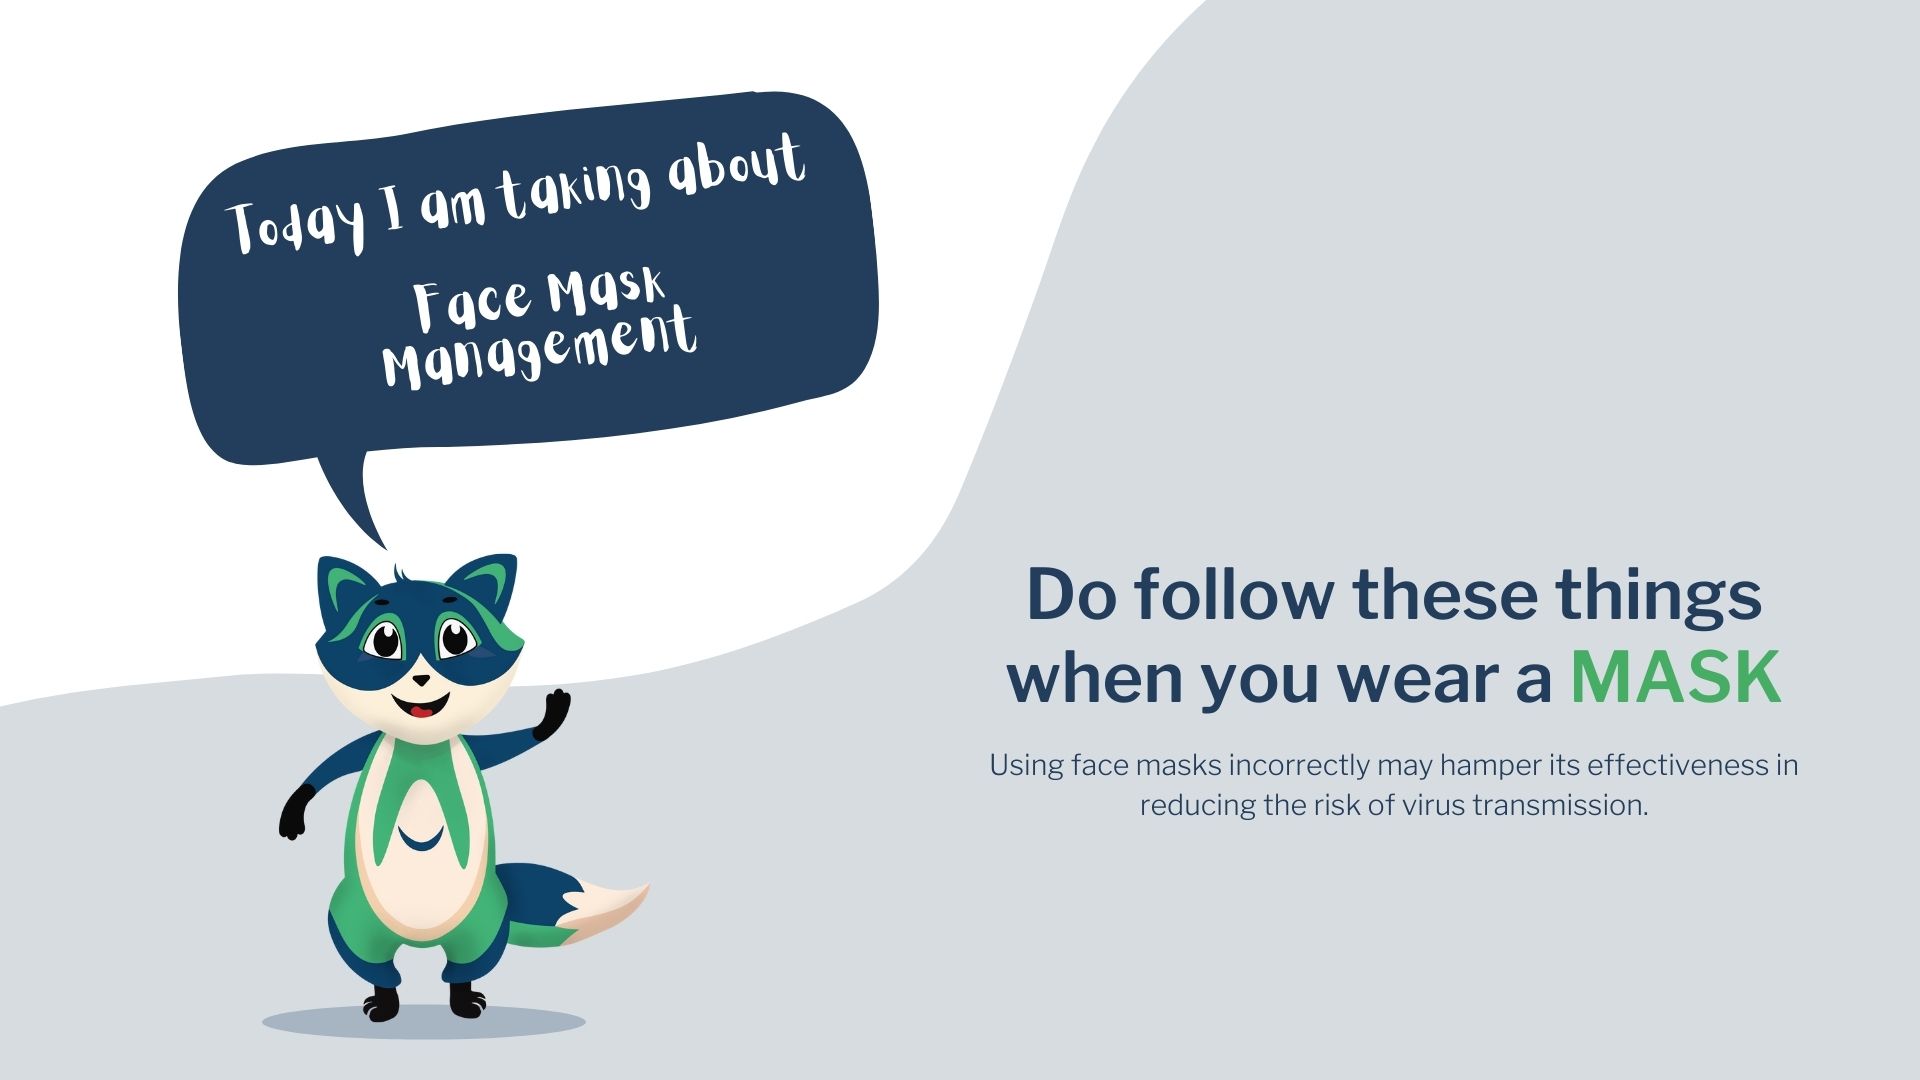 Today I am taking about
Face Mask
Management
Do follow these things
when you wear a MASK
Using face masks incorrectly may hamper its effectiveness in
reducing the risk of virus transmission.